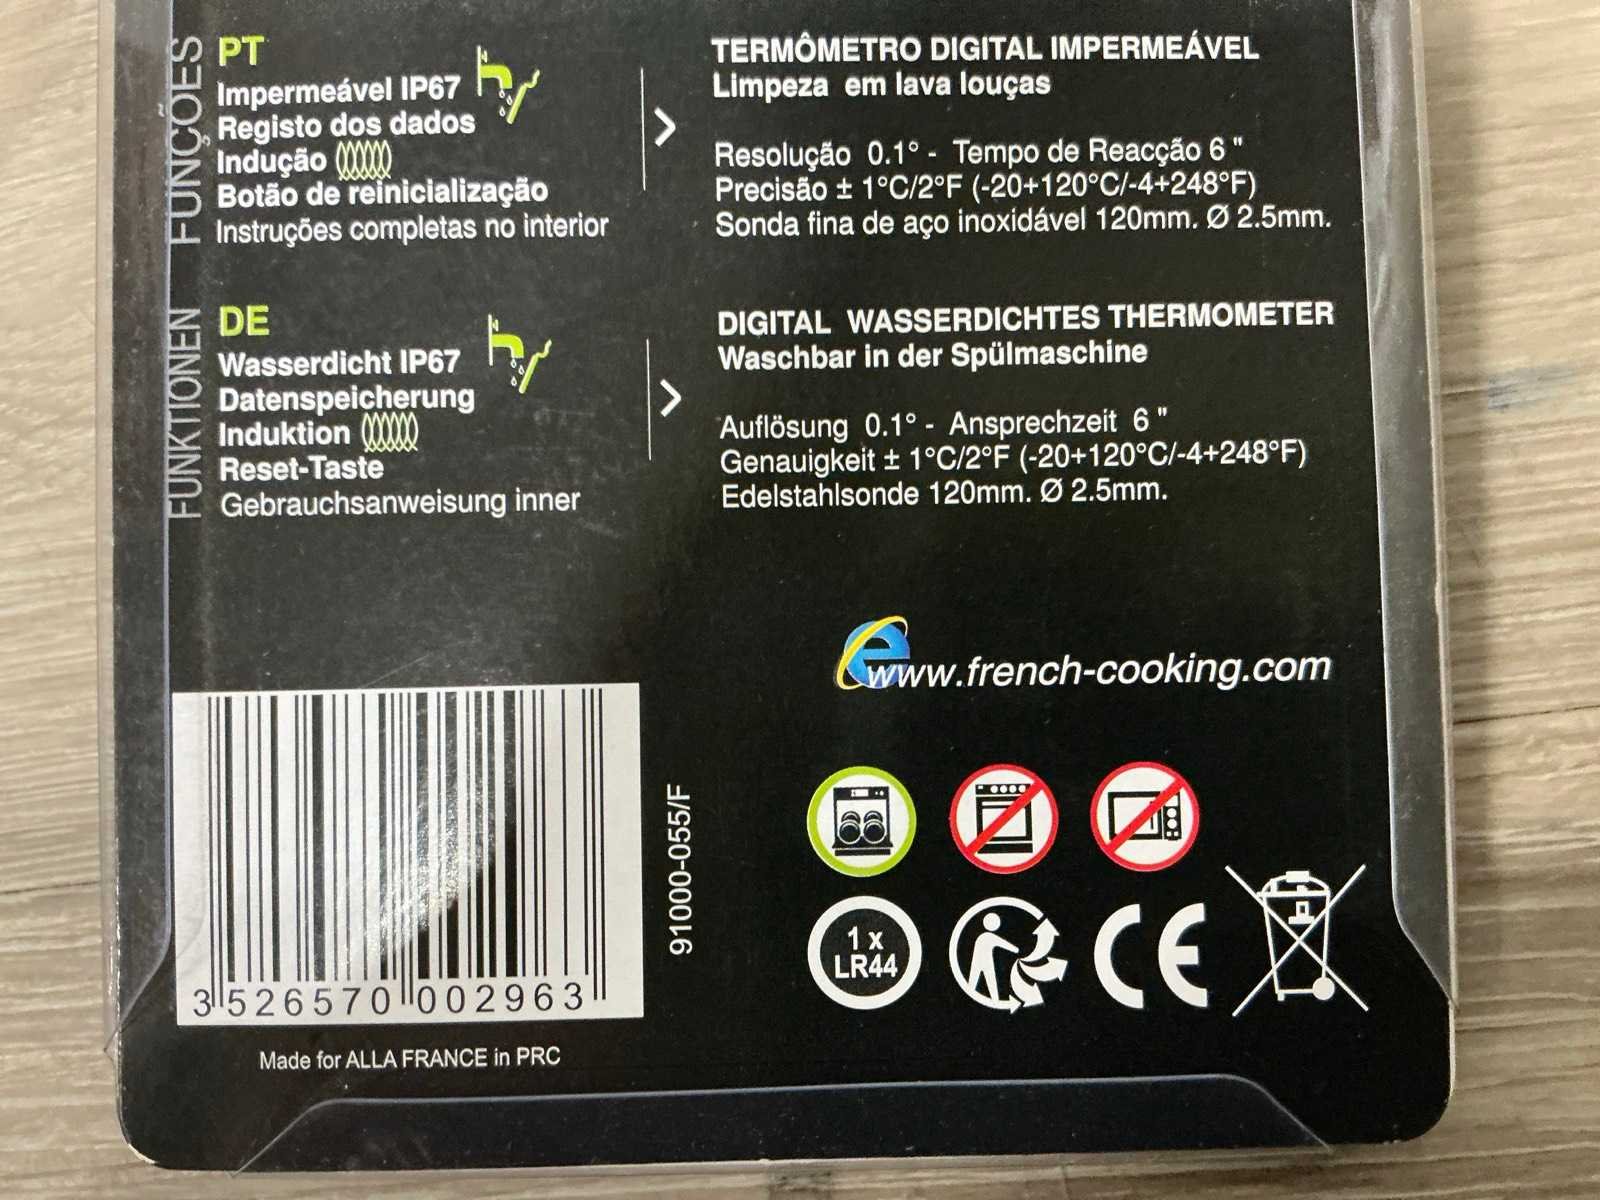 FUNÇÕES
PT
Impermeável IP67
Registo dos dados
Indução
Botão de reinicialização
Instruções completas no interior
TERMÔMETRO DIGITAL IMPERMEÁVEL
Limpeza em lava louças
Resolução 0.1° - Tempo de Reacção 6 "
Precisão ± 1°C/2°F (-20+120°C/-4+248°F)
Sonda fina de aço inoxidável 120mm. Ø 2.5mm.
FUNKTIONEN
DE
Wasserdicht IP67
Datenspeicherung
Induktion
Reset-Taste
Gebrauchsanweisung inner
DIGITAL WASSERDICHTES THERMOMETER
Waschbar in der Spülmaschine
Auflösung 0.1° - Ansprechzeit 6 "
Genauigkeit ± 1°C/2°F (-20+120°C/-4+248°F)
Edelstahlsonde 120mm. Ø 2.5mm.
www.french-cooking.com
91000-055/F
1 x
LR44
CE
3 526570 002963
Made for ALLA FRANCE in PRC